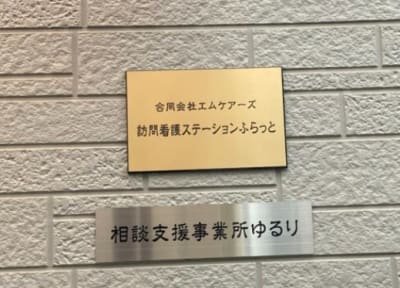 合同会社エムケアーズ
訪問看護ステーションふらっと
相談支援事業所ゆるり